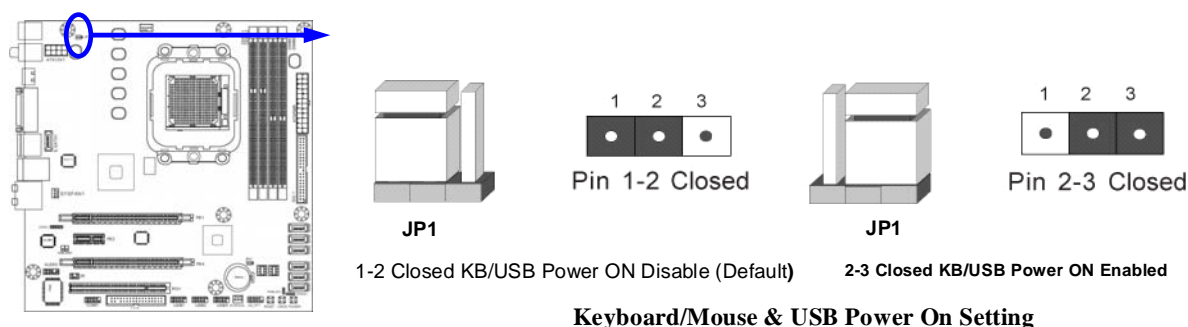 ATX12V
SYSFAN1
1 2 3
Pin 1-2 Closed
JP1
1 2 3
Pin 2-3 Closed
JP1
1-2 Closed KB/USB Power ON Disable (Default)
2-3 Closed KB/USB Power ON Enabled
Keyboard/Mouse & USB Power On Setting